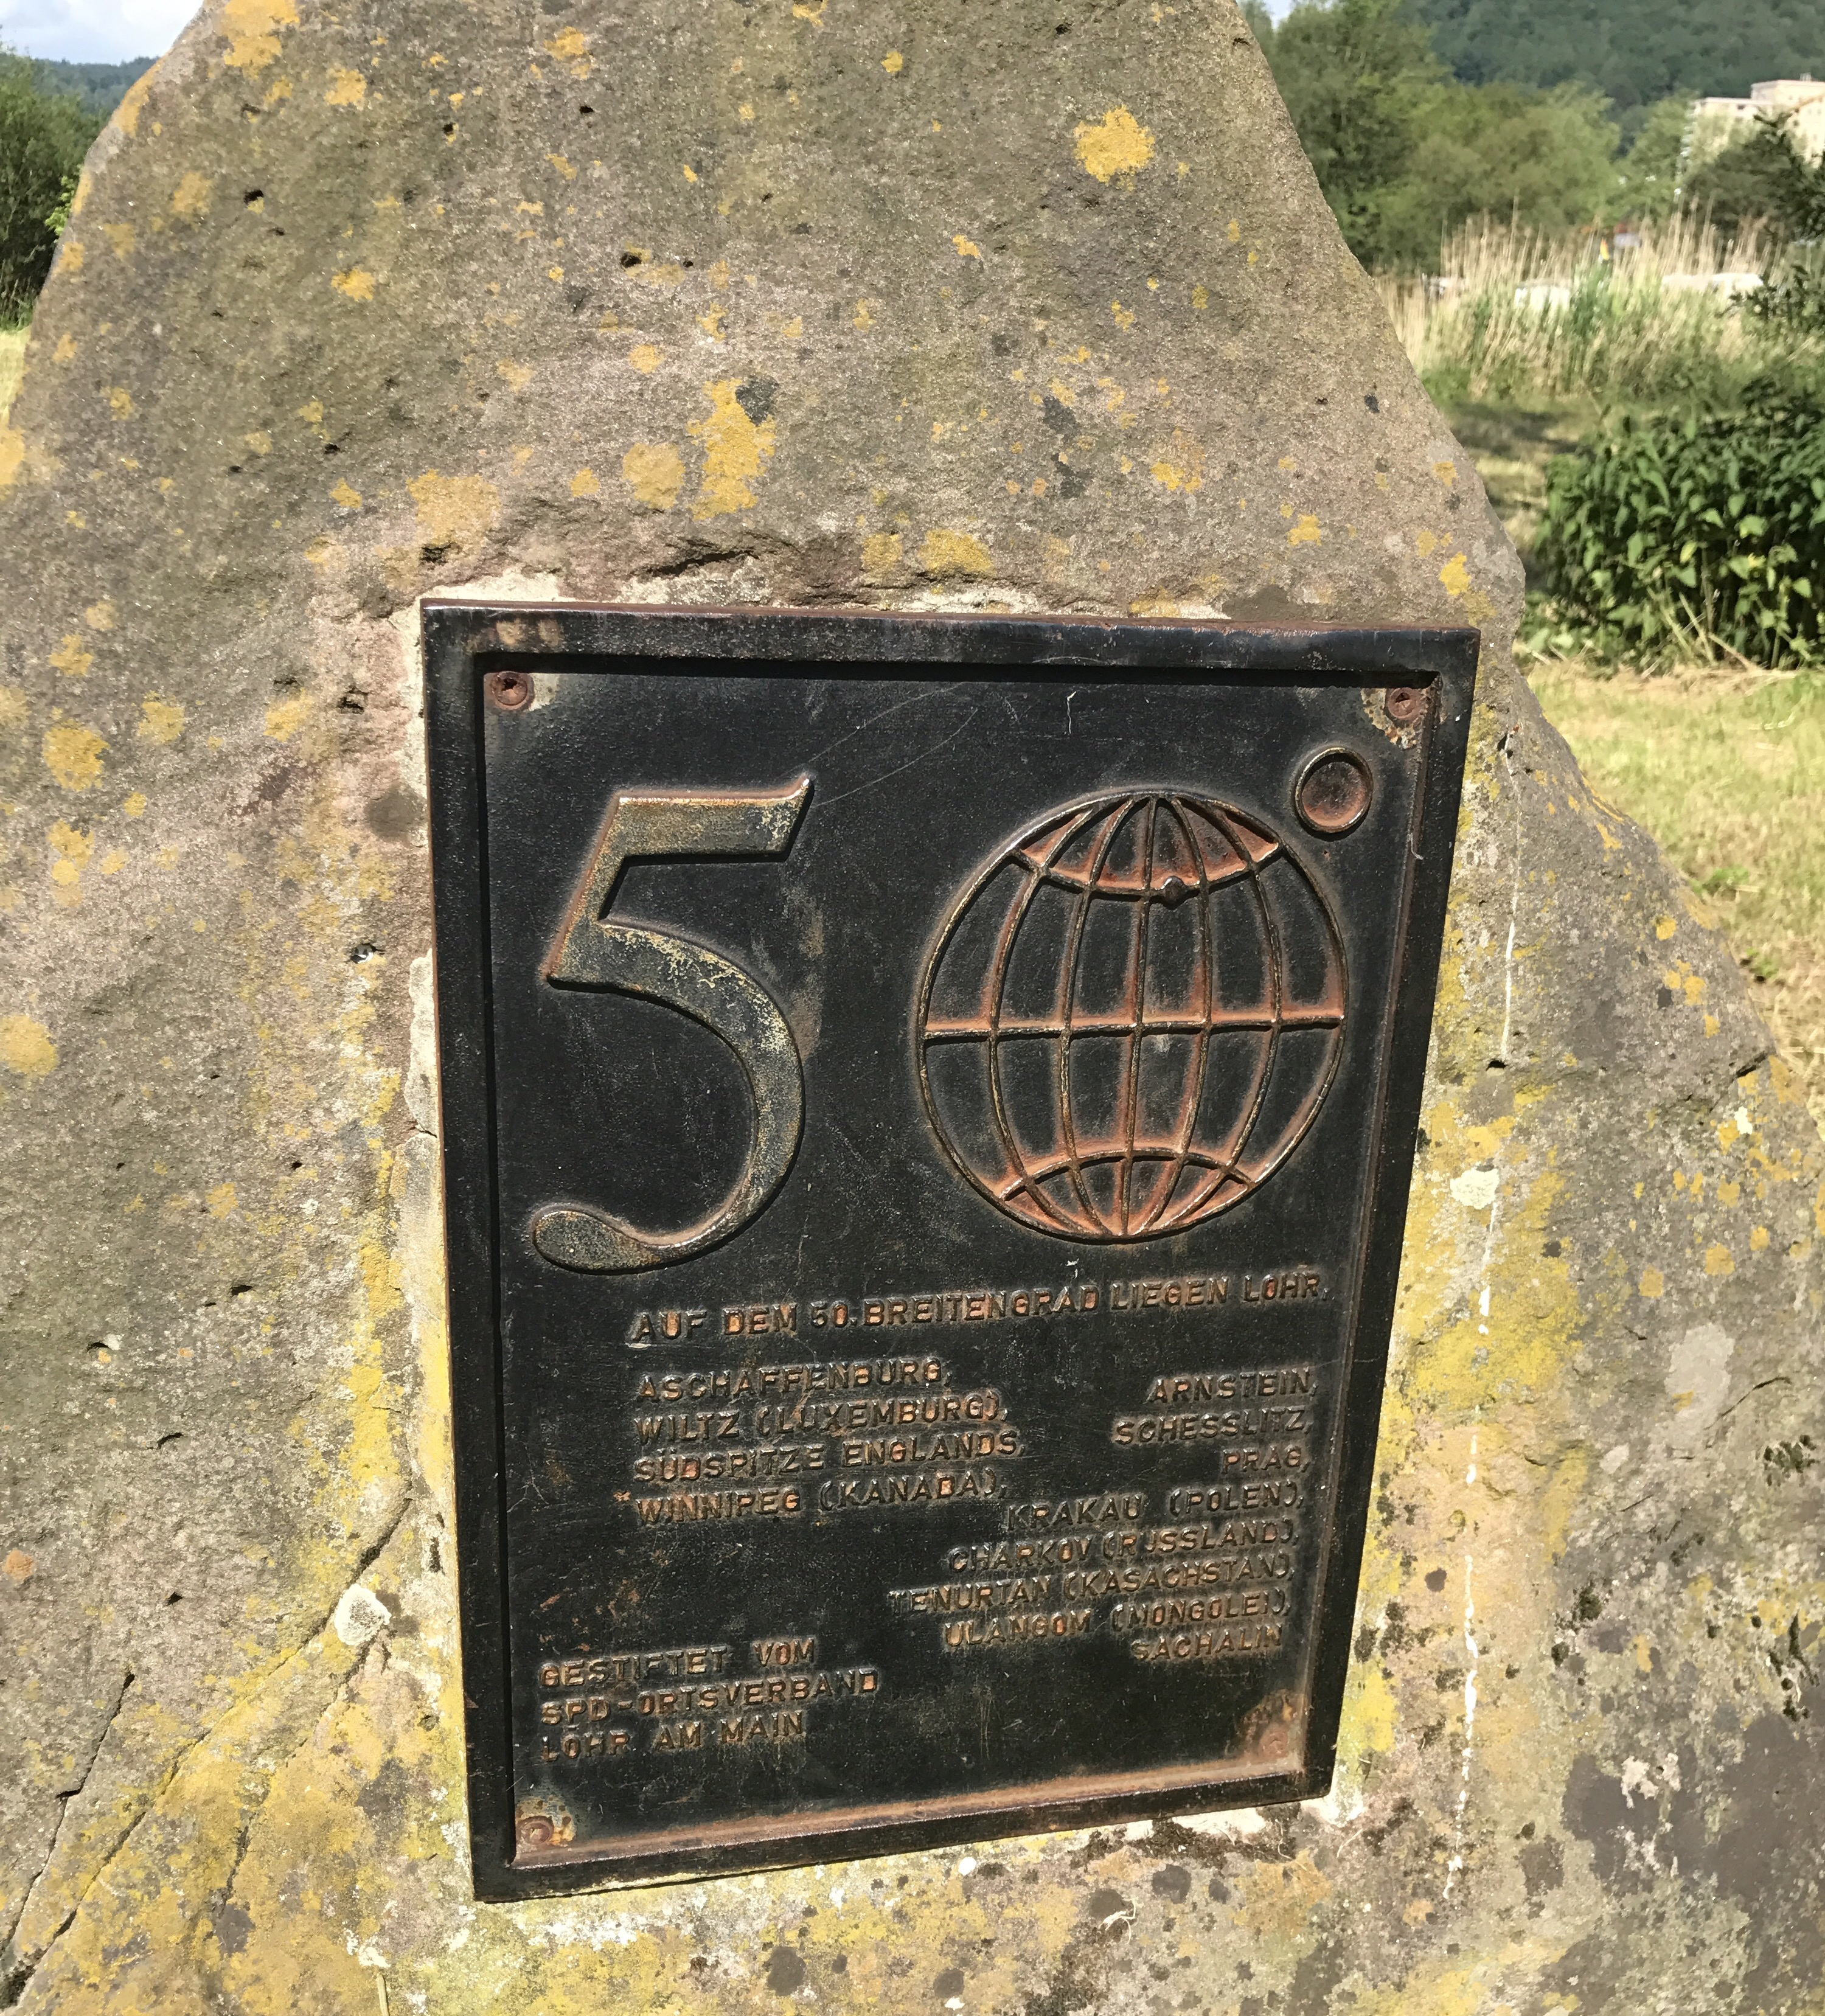 50°
AUF DEM 50. BREITENGRAD LIEGEN LOHR,
ASCHAFFENBURG,
WILTZ (LUXEMBURG),
SÜDSPITZE ENGLANDS,
WINNIPEG (KANADA),
ARNSTEIN,
SCHESSLITZ,
PRAG,
KRAKAU (POLEN),
CHARKOV (RUSSLAND),
TENURTAN (KASACHSTAN),
ULANGOM (MONGOLEI),
SACHALIN
GESTIFTET VOM
SPD-ORTSVERBAND
LOHR AM MAIN